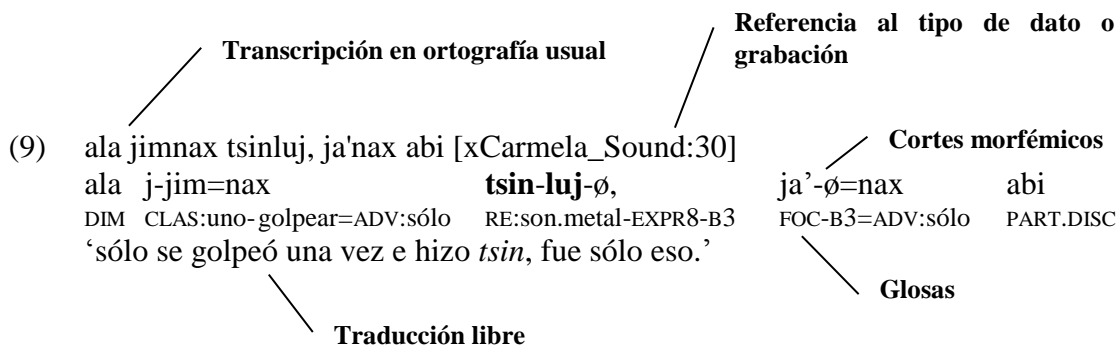 Referencia al tipo de dato o
grabación
Transcripción en ortografía usual
(9) ala jimnax tsinluj, ja'nax abi [xCarmela_Sound:30]
Cortes morfémicos
ala j-jim=nax tsin-luj-ø, ja’-ø=nax abi
DIM CLAS:uno-golpear=ADV:sólo RE:son.metal-EXPR8-B3 FOC-B3=ADV:sólo PART.DISC
‘sólo se golpeó una vez e hizo tsin, fue sólo eso.’
Glosas
Traducción libre